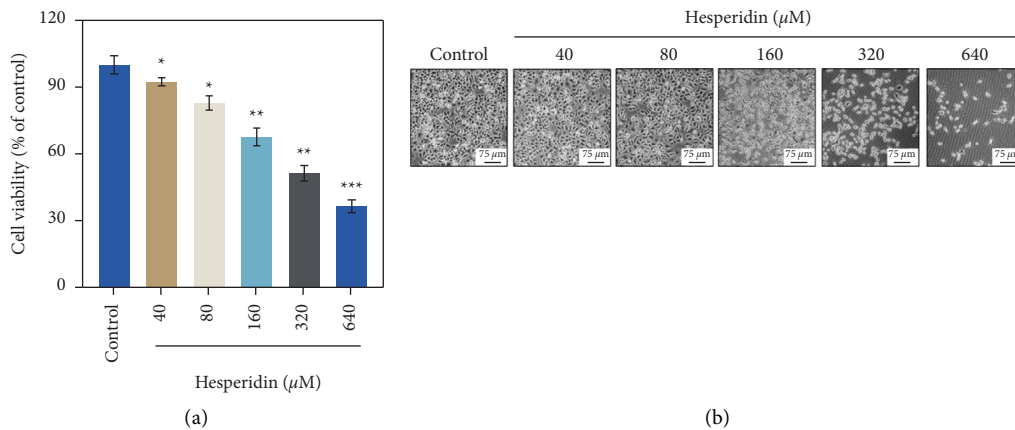 120
90
60
30
0
Cell viability (% of control)
*
*
**
**
***
Control
40
80
160
320
640
Hesperidin (µM)
(a)
Hesperidin (µM)
Control
40
80
160
320
640
75 µm
75 µm
75 µm
75 µm
75 µm
75 µm
(b)